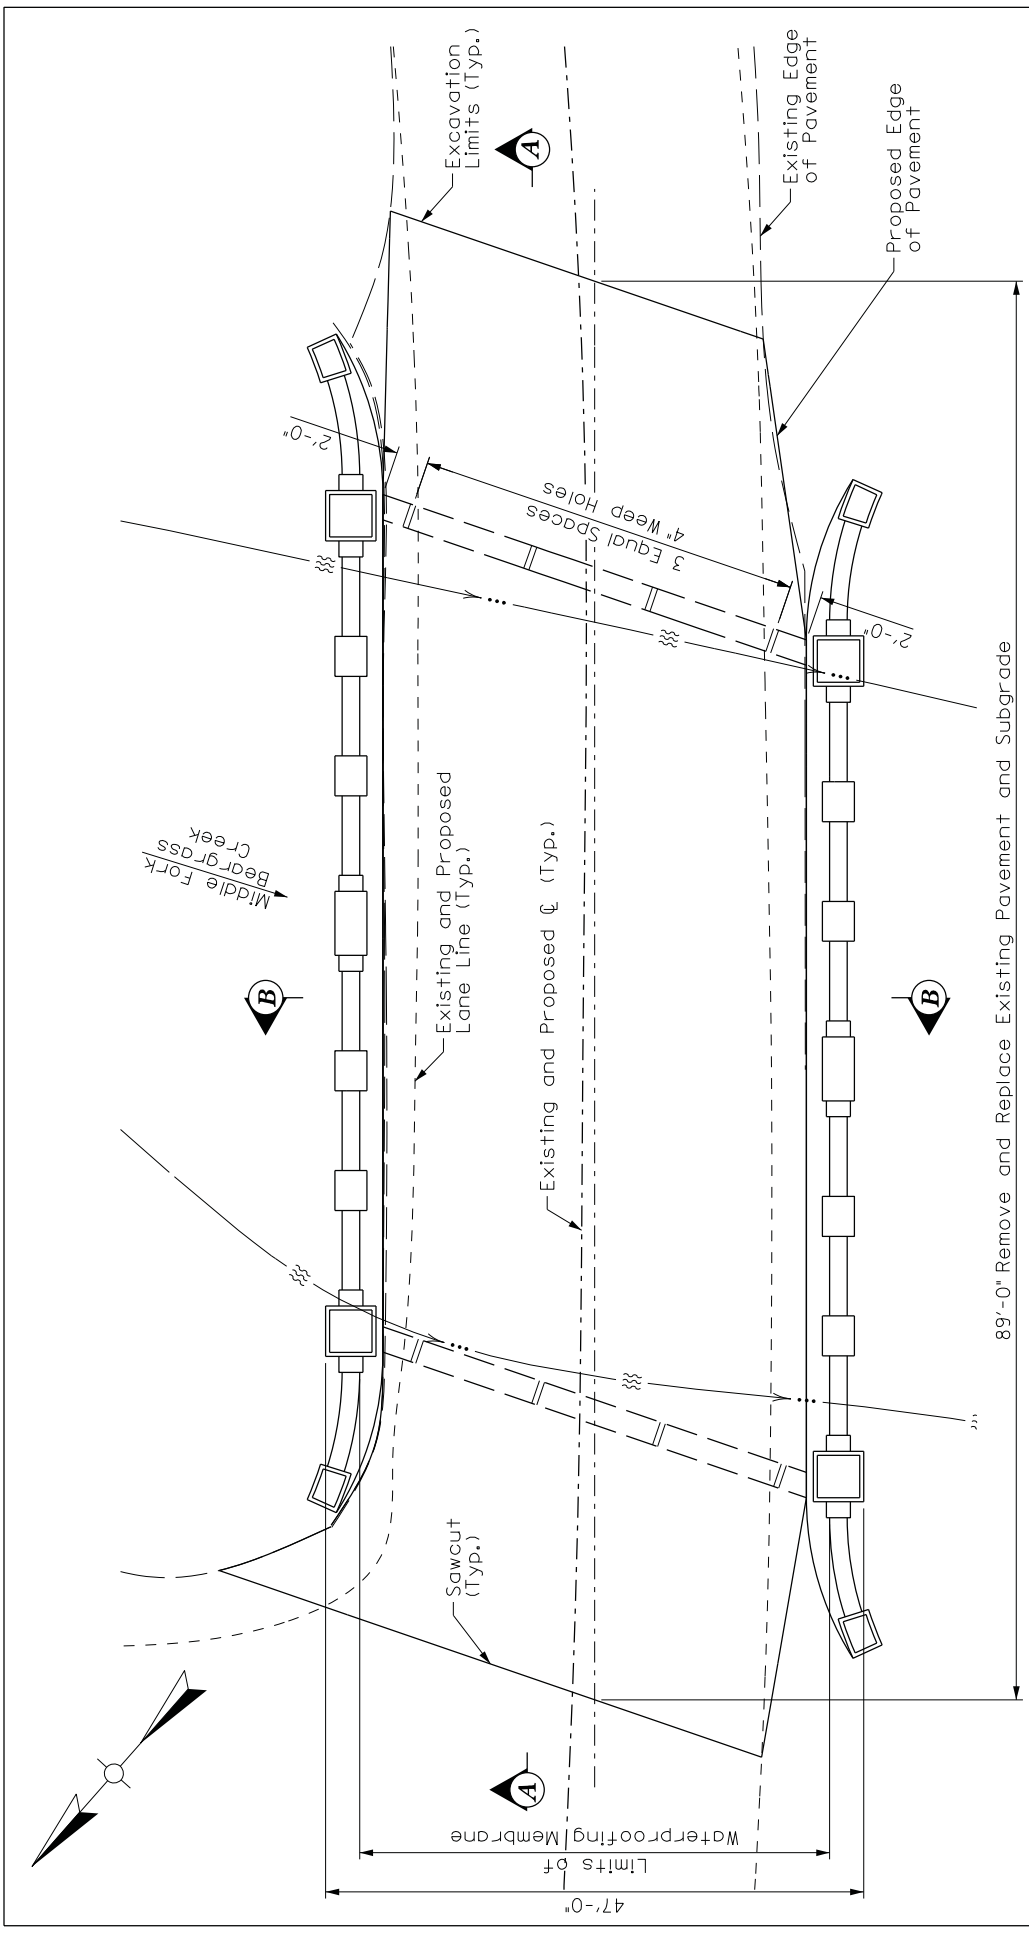 Excavation
Limits (Typ.)
A
Existing Edge
of Pavement
Proposed Edge
of Pavement
2'-0"
3 Equal Spaces
4" Weep Holes
2'-0"
Middle Fork
Beargrass
Creek
Existing and Proposed
Lane Line (Typ.)
Existing and Proposed ℄ (Typ.)
B
B
89'-0" Remove and Replace Existing Pavement and Subgrade
Sawcut
(Typ.)
A
Limits of
Waterproofing Membrane
47'-0"